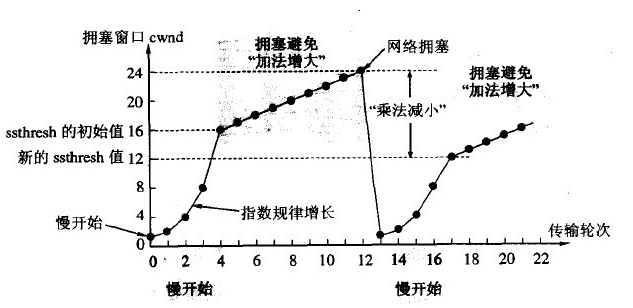 拥塞窗口 cwnd
拥塞避免
“加法增大”
网络拥塞
拥塞避免
“加法增大”
24
20
“乘法减小”
ssthresh 的初始值
16
新的 ssthresh 值
12
8
慢开始
4
指数规律增长
传输轮次
0
0 2 4 6 8 10 12 14 16 18 20 22
慢开始
慢开始